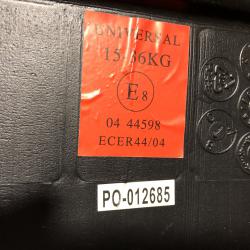 UNIVERSAL
15-36KG
E8
04 44598
ECER44/04
PO-012685